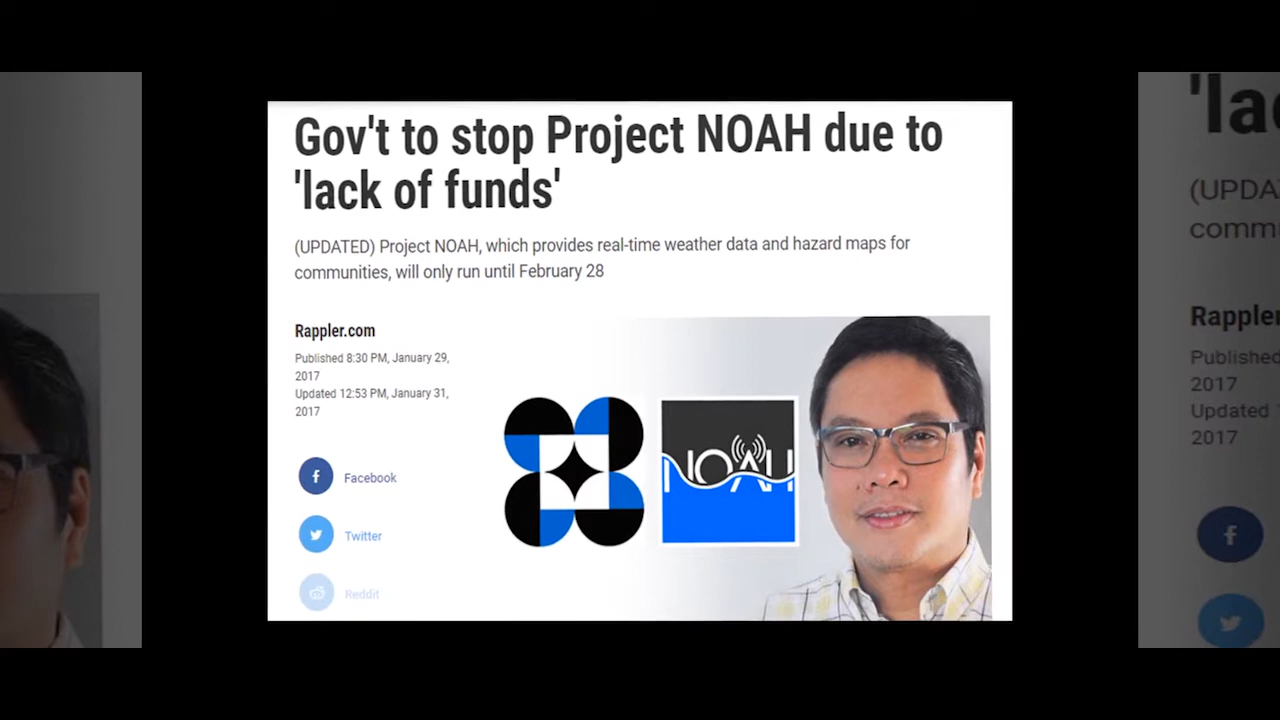 Gov't to stop Project NOAH due to
'lack of funds'
(UPDATED) Project NOAH, which provides real-time weather data and hazard maps for
communities, will only run until February 28
Rappler.com
Published 8:30 PM, January 29,
2017
Updated 12:53 PM, January 31,
2017
Facebook
Twitter
Reddit
NOAH
'la
(UPDA
comm
Rappler
Published
2017
Updated
2017